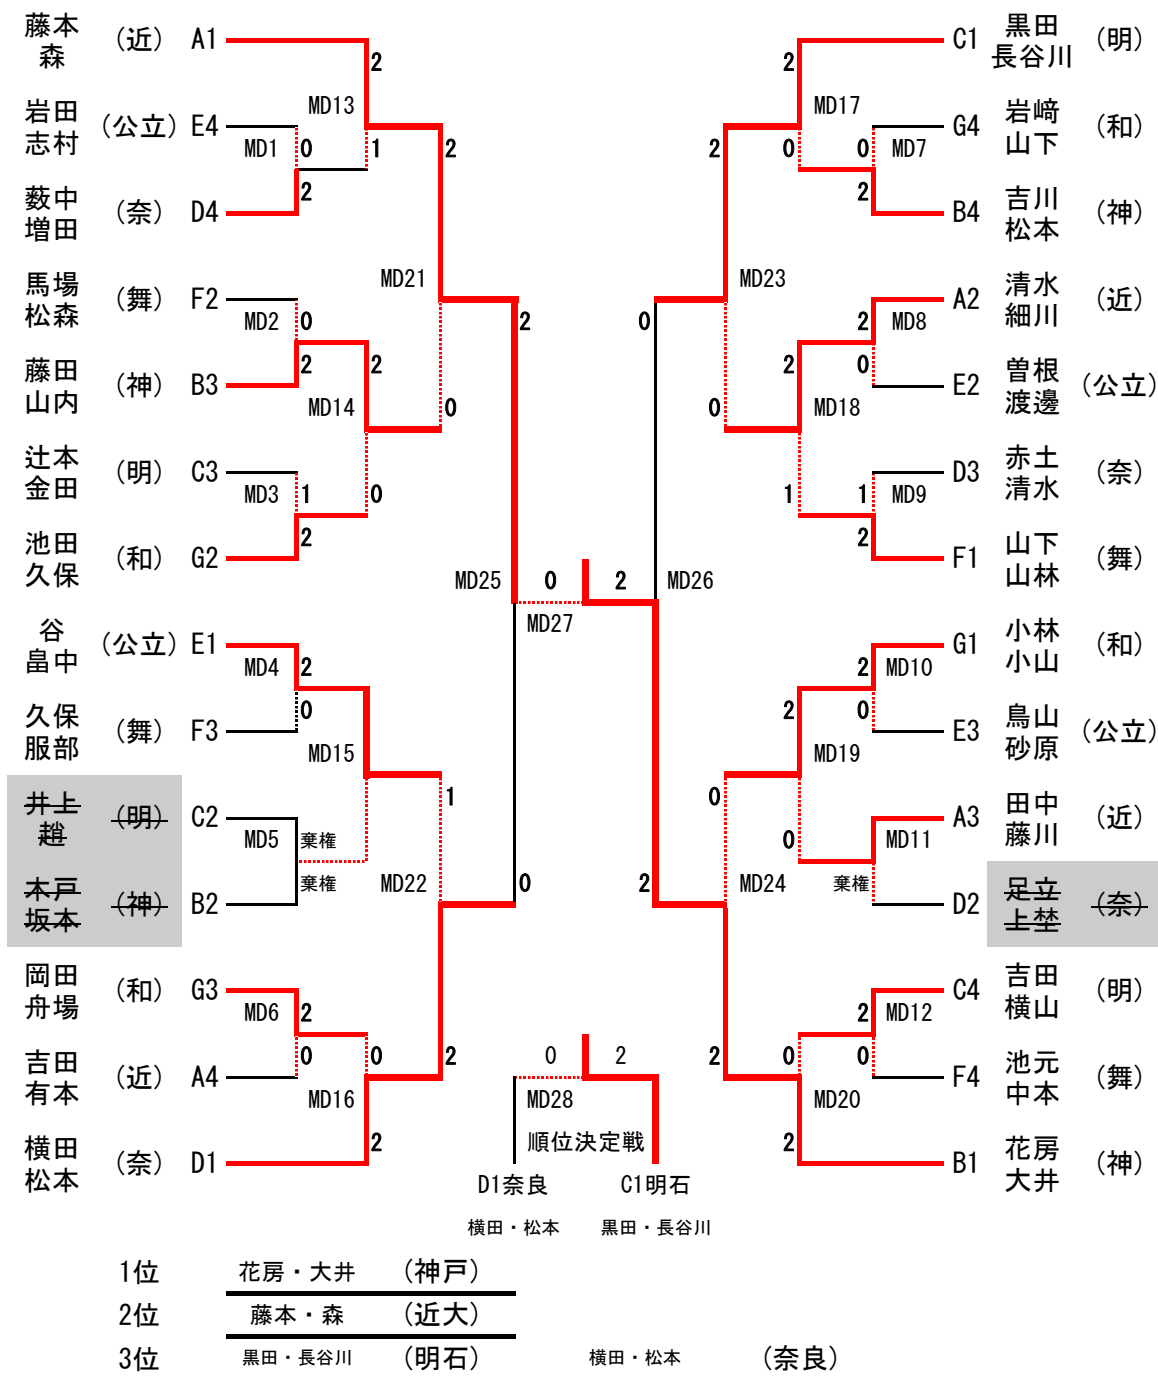 藤本
森
(近) A1
岩田
志村
(公立) E4
薮中
増田
(奈) D4
馬場
松森
(舞) F2
藤田
山内
(神) B3
辻本
金田
(明) C3
池田
久保
(和) G2
谷
畠中
(公立) E1
久保
服部
(舞) F3
井上
趙
(明) C2
木戸
坂本
(神) B2
岡田
舟場
(和) G3
吉田
有本
(近) A4
横田
松本
(奈) D1
MD1 0
2
MD2 0
2
MD3 1
2
MD4 2
0
MD5 棄権
棄権
MD6 2
0
MD13 2
1
MD14 2
0
MD15
MD16 0
2
MD21 2
0
MD22 1
2
MD25 2
0
MD27 0 2
MD26 0
2
MD23 2
0
MD24 0
2
MD17 2
0
MD18 2
1
MD19 2
0
MD20 0
2
MD7 0
2
MD8 2
0
MD9 1
2
MD10 2
0
MD11
棄権
MD12 2
0
C1 黒田
長谷川
(明)
G4 岩﨑
山下
(和)
B4 吉川
松本
(神)
A2 清水
細川
(近)
E2 曽根
渡邊
(公立)
D3 赤土
清水
(奈)
F1 山下
山林
(舞)
G1 小林
小山
(和)
E3 鳥山
砂原
(公立)
A3 田中
藤川
(近)
D2 足立
上埜
(奈)
C4 吉田
横山
(明)
F4 池元
中本
(舞)
B1 花房
大井
(神)
0 2
MD28
順位決定戦
D1奈良 C1明石
横田・松本 黒田・長谷川
1位 花房・大井 (神戸)
2位 藤本・森 (近大)
3位 黒田・長谷川 (明石) 横田・松本 (奈良)